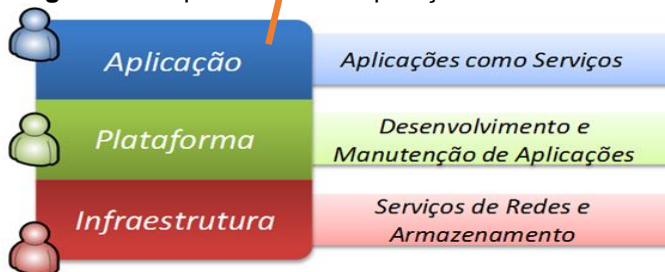 Aplicação
Aplicações como Serviços
Plataforma
Desenvolvimento e
Manutenção de Aplicações
Infraestrutura
Serviços de Redes e
Armazenamento